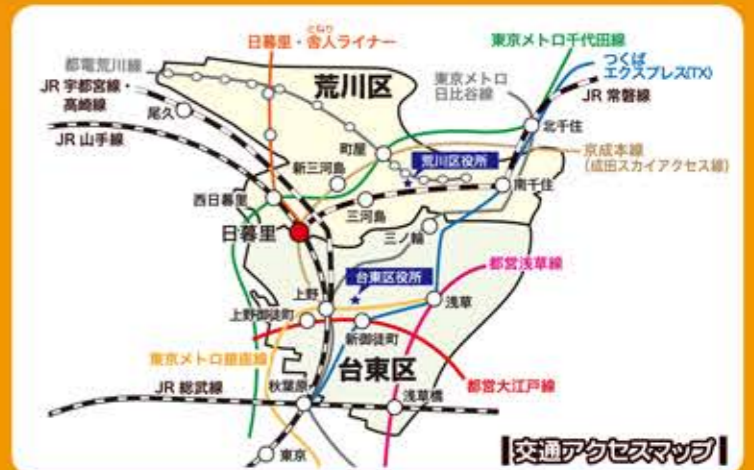 とねり
日暮里・舎人ライナー
東京メトロ千代田線
都電荒川線
つくば
エクスプレス(TX)
荒川区
東京メトロ
日比谷線
JR 宇都宮線・
高崎線
JR 常磐線
尾久
北千住
JR 山手線
町屋
京成本線
(成田スカイアクセス線)
荒川区役所
新三河島
南千住
西日暮里
三河島
日暮里
三ノ輪
都営浅草線
台東区役所
上野
浅草
上野御徒町
新御徒町
東京メトロ銀座線
台東区
都営大江戸線
JR 総武線
秋葉原
浅草橋
東京
交通アクセスマップ